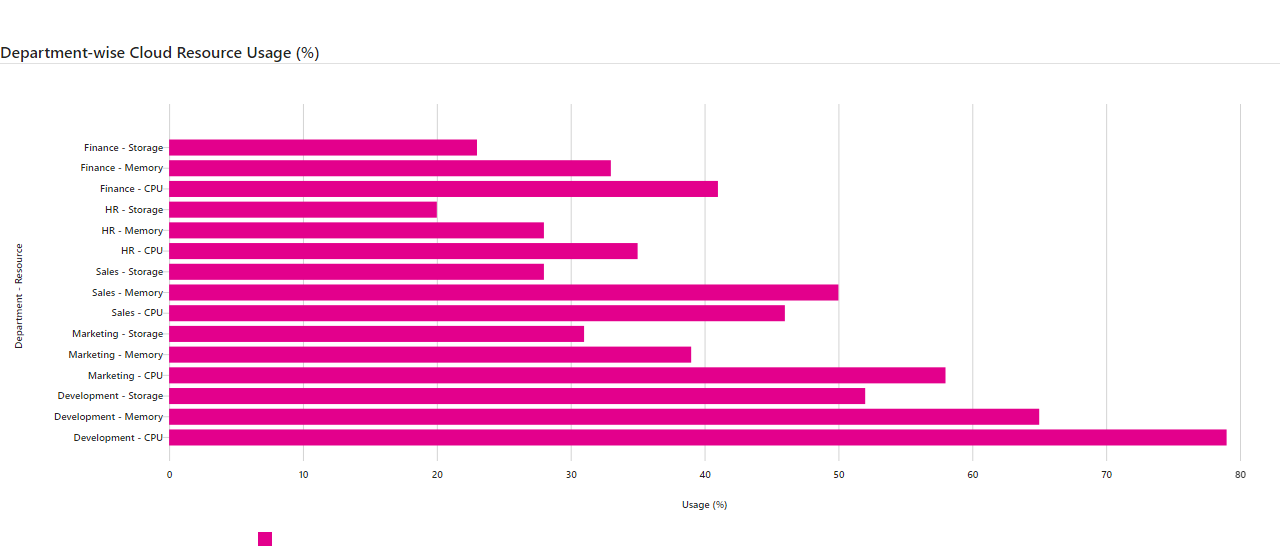 Department-wise Cloud Resource Usage (%)
Finance - Storage
Finance - Memory
Finance - CPU
HR - Storage
HR - Memory
HR - CPU
Sales - Storage
Sales - Memory
Sales - CPU
Marketing - Storage
Marketing - Memory
Marketing - CPU
Development - Storage
Development - Memory
Development - CPU
Department - Resource
0 10 20 30 40 50 60 70 80
Usage (%)